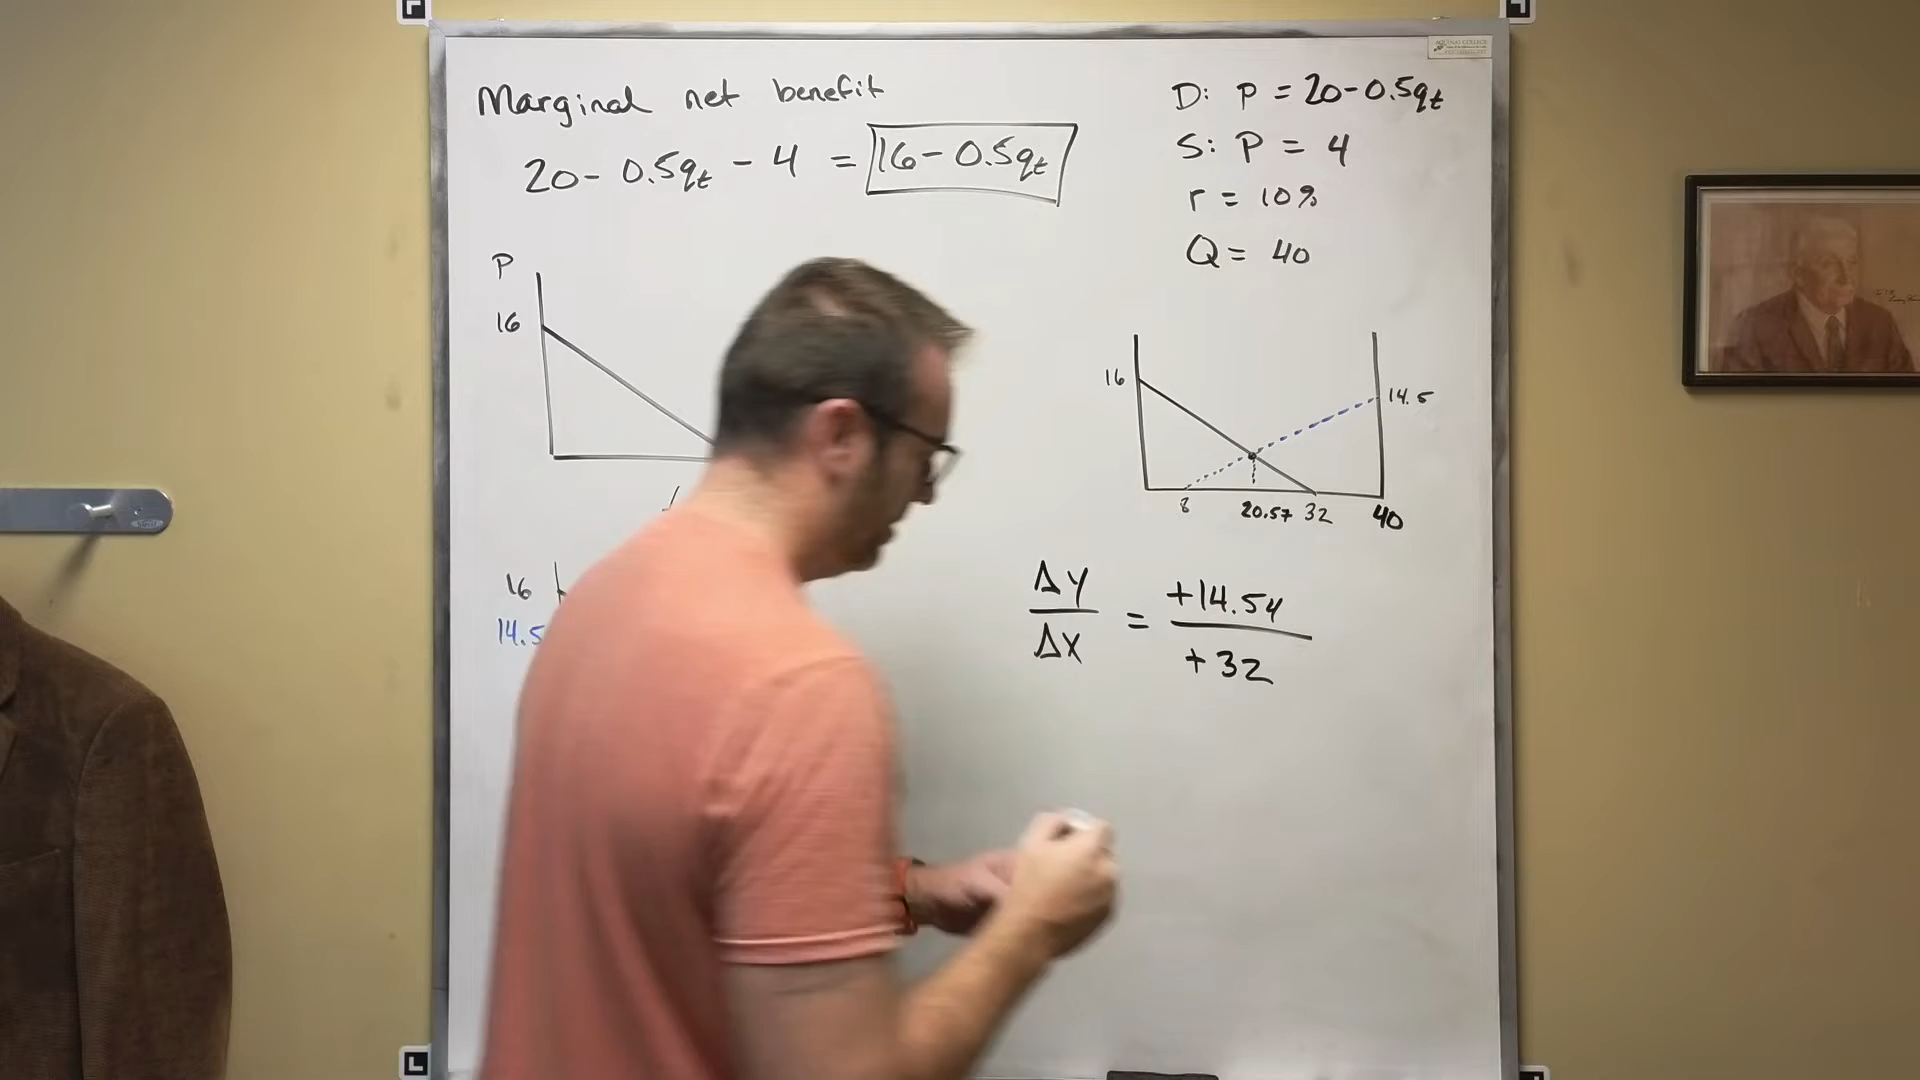 Marginal net benefit
20 - 0.5qt - 4 = 16 - 0.5qt
D: P = 20 - 0.5qt
S: P = 4
r = 10%
Q = 40
P
16
16
14.5
16
14.5
8
20.57
32
40
Δy
Δx
=
+14.54
+32